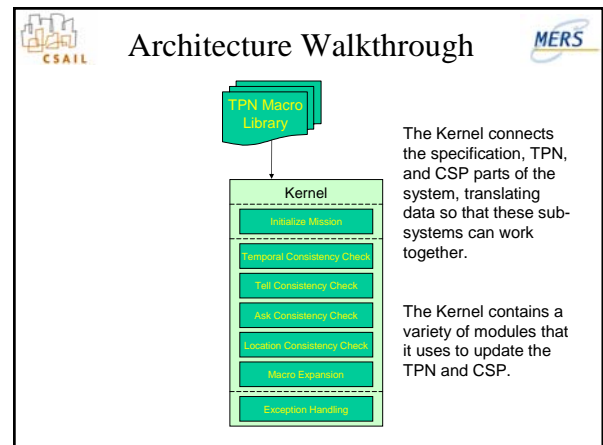 CSAIL
Architecture Walkthrough
MERS
TPN Macro
Library
Kernel
Initialize Mission
Temporal Consistency Check
Tell Consistency Check
Ask Consistency Check
Location Consistency Check
Macro Expansion
Exception Handling
The Kernel connects
the specification, TPN,
and CSP parts of the
system, translating
data so that these sub-
systems can work
together.
The Kernel contains a
variety of modules that
it uses to update the
TPN and CSP.